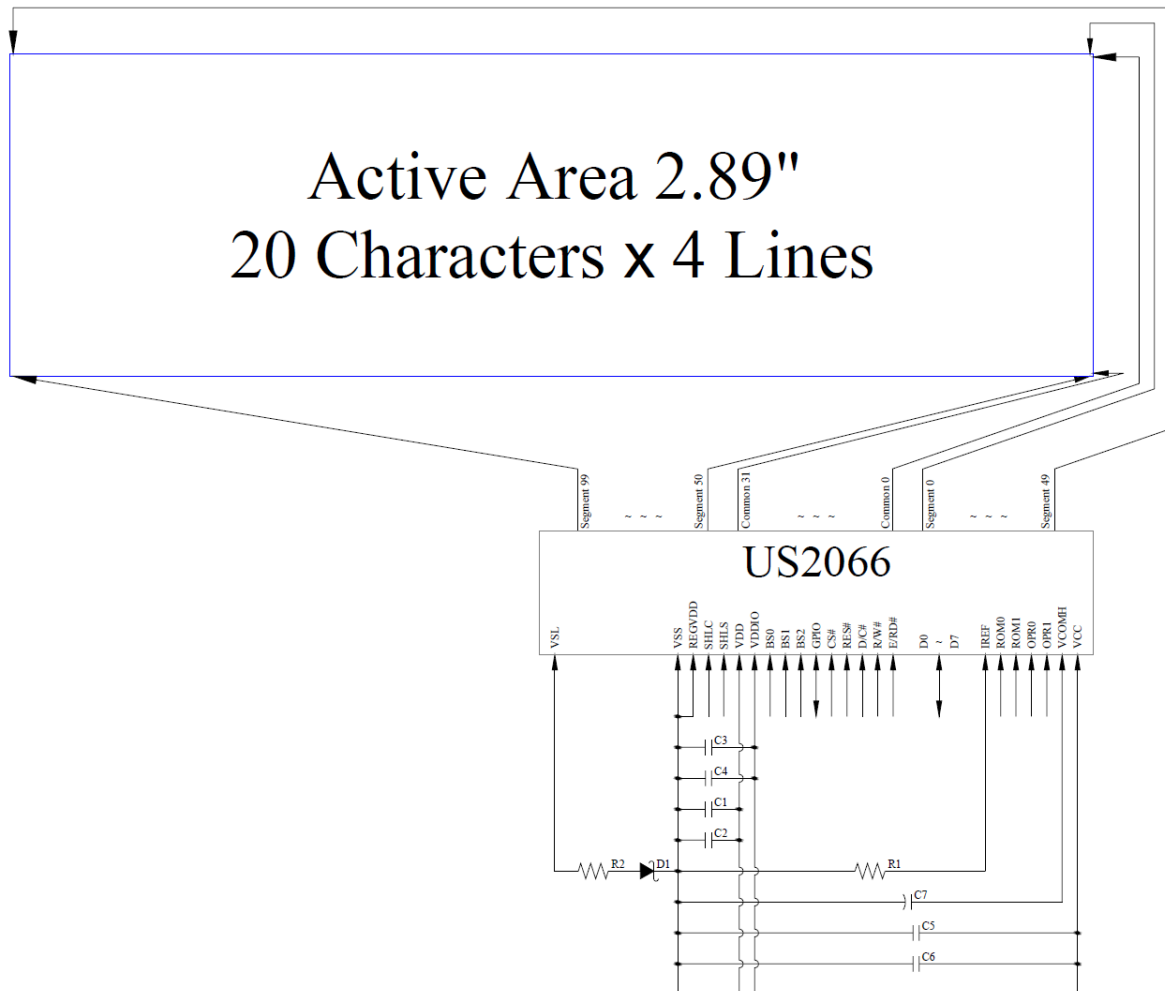 Active Area 2.89"
20 Characters x 4 Lines
Segment 99
~ ~ ~
Segment 50
Common 31
~ ~ ~
Common 0
Segment 0
~ ~ ~
Segment 49
US2066
VSL
VSS
REGVDD
SHLC
SHLS
VDD
VDDIO
BS0
BS1
BS2
GPIO
CS#
RES#
D/C#
R/W#
E/RD#
D0
~
D7
IREF
ROM0
ROM1
OPR0
OPR1
VCOMH
VCC
C3
C4
C1
C2
R2
D1
R1
C7
C5
C6